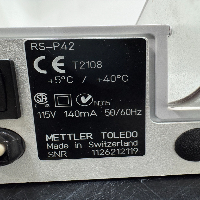 RS-P42
CE T2108
+5°C / +40°C
115V 140mA 50/60Hz
METTLER TOLEDO
Made in Switzerland
SNR 1126212119